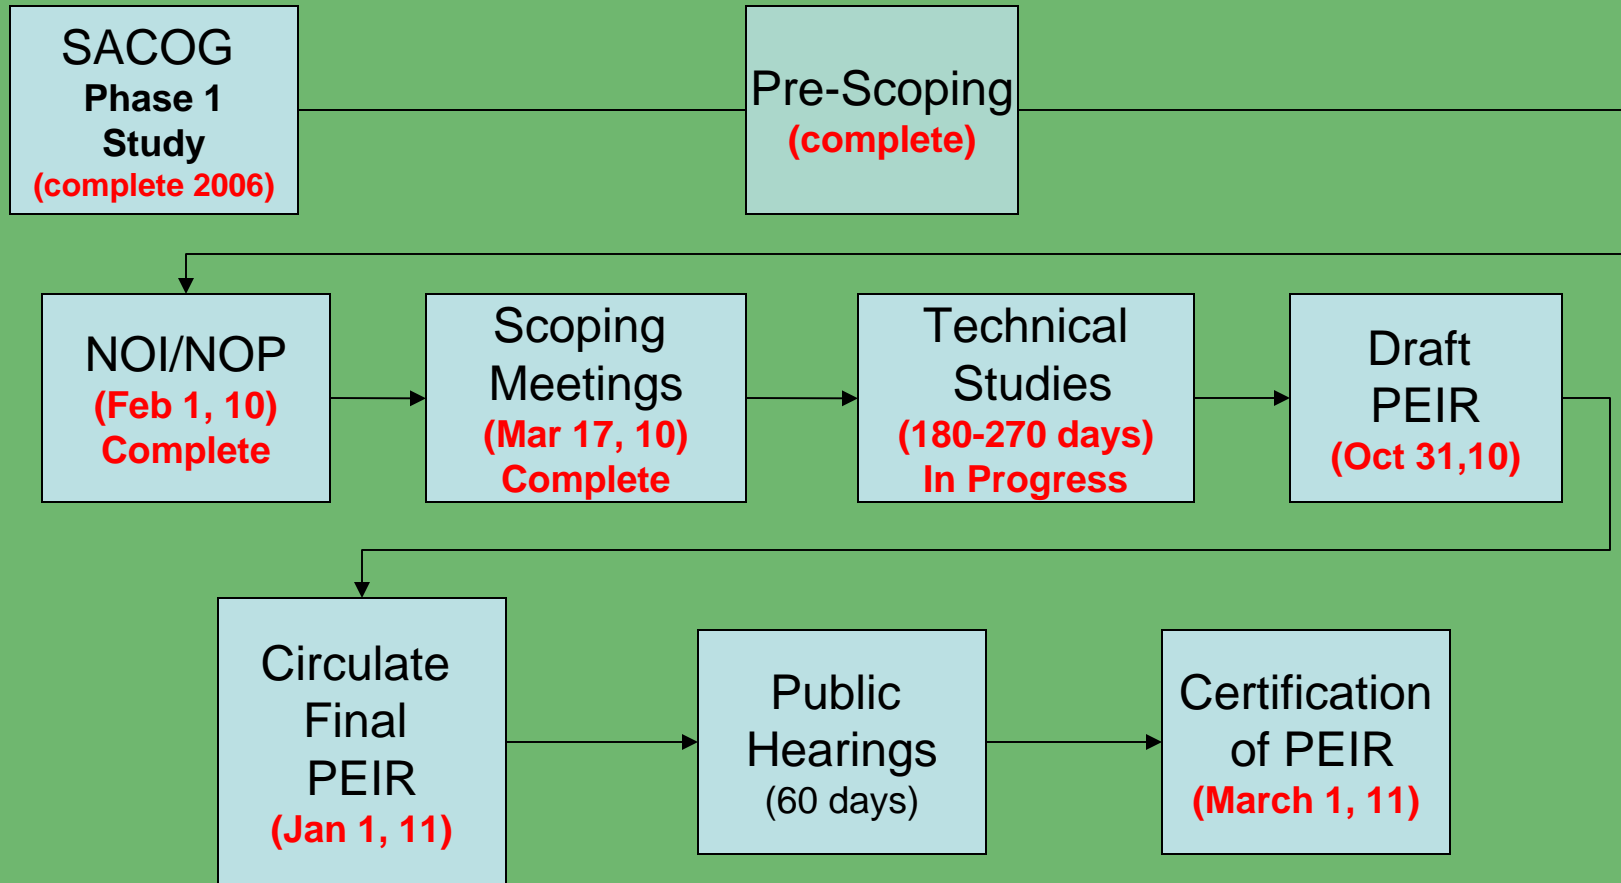 SACOG
Phase 1
Study
(complete 2006)
Pre-Scoping
(complete)
NOI/NOP
(Feb 1, 10)
Complete
Scoping
Meetings
(Mar 17, 10)
Complete
Technical
Studies
(180-270 days)
In Progress
Draft
PEIR
(Oct 31,10)
Circulate
Final
PEIR
(Jan 1, 11)
Public
Hearings
(60 days)
Certification
of PEIR
(March 1, 11)